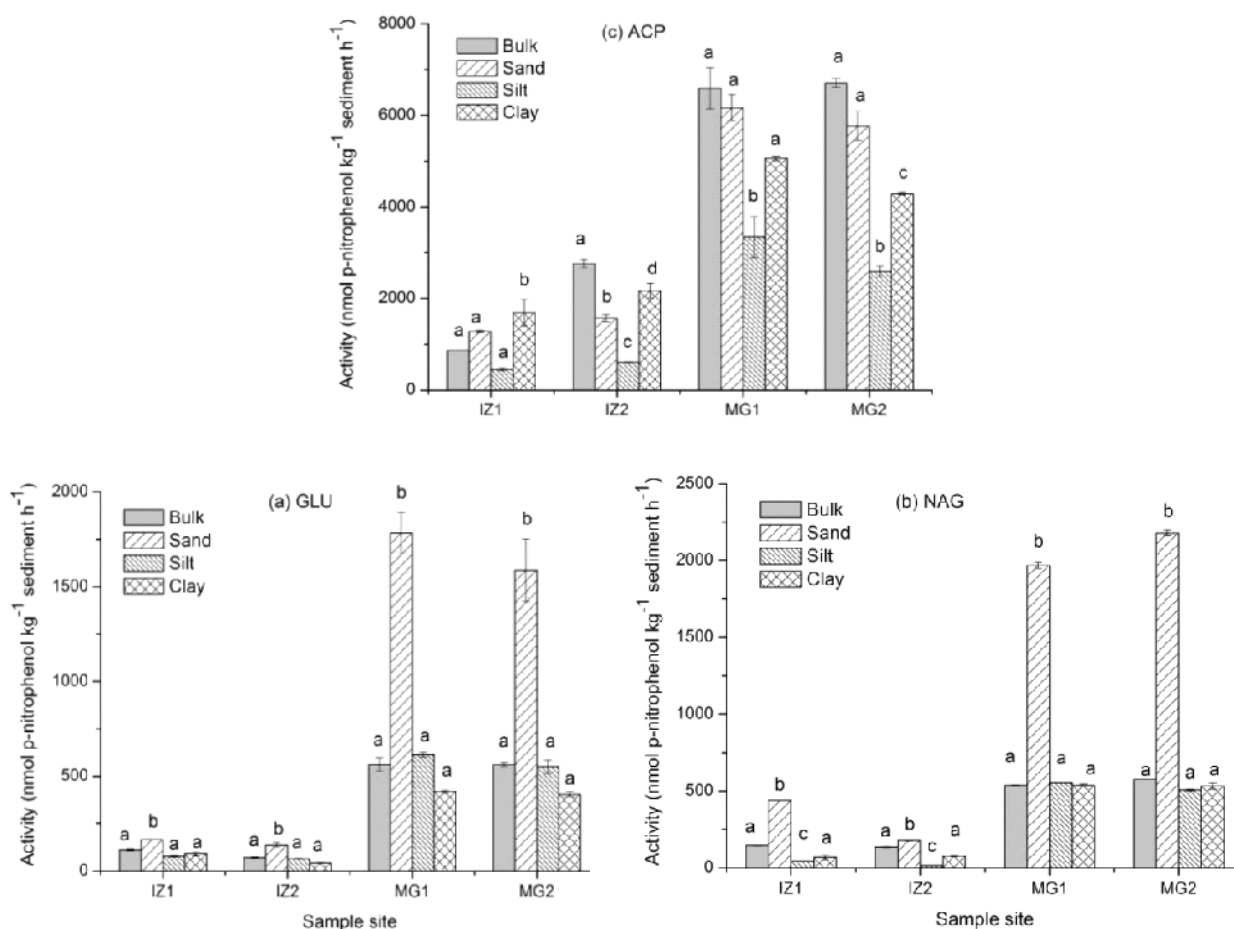 (c) ACP
Bulk
Sand
Silt
Clay
Activity (nmol p-nitrophenol kg⁻¹ sediment h⁻¹)
8000
6000
4000
2000
0
a a a b
a b c d
a a b a
a a b c
IZ1 IZ2 MG1 MG2
(a) GLU
Bulk
Sand
Silt
Clay
Activity (nmol p-nitrophenol kg⁻¹ sediment h⁻¹)
2000
1500
1000
500
0
a b a a
a b a a
a b a a
a b a a
IZ1 IZ2 MG1 MG2
Sample site
(b) NAG
Bulk
Sand
Silt
Clay
Activity (nmol p-nitrophenol kg⁻¹ sediment h⁻¹)
2500
2000
1500
1000
500
0
a b c a
a b c a
a b a a
a b a a
IZ1 IZ2 MG1 MG2
Sample site